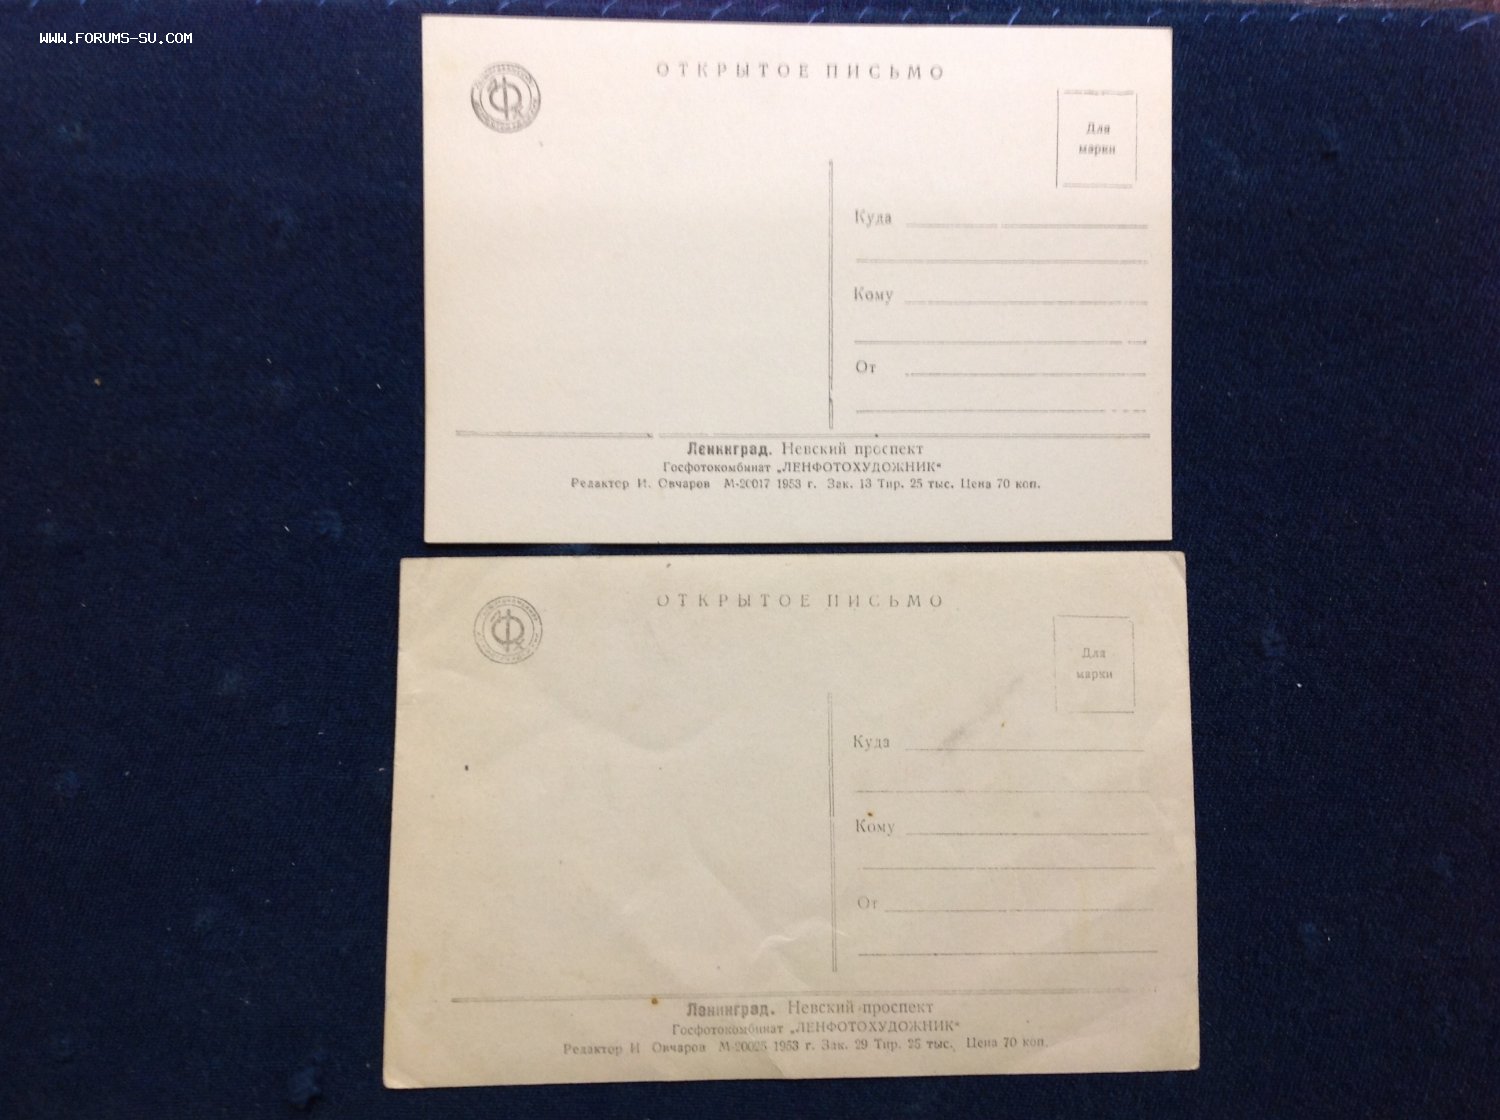 WWW.FORUMS-SU.COM
ОТКРЫТОЕ ПИСЬМО
Для
марки
Куда
Кому
От
Ленинград. Невский проспект
Госфотокомбинат „ЛЕНФОТОХУДОЖНИК“
Редактор И. Овчаров М-20017 1953 г. Зак. 13 Тир. 25 тыс. Цена 70 коп.
ОТКРЫТОЕ ПИСЬМО
Для
марки
Куда
Кому
От
Ленинград. Невский проспект
Госфотокомбинат „ЛЕНФОТОХУДОЖНИК“
Редактор И Овчаров М-20025 1953 г. Зак. 29 Тир. 25 тыс. Цена 70 коп.